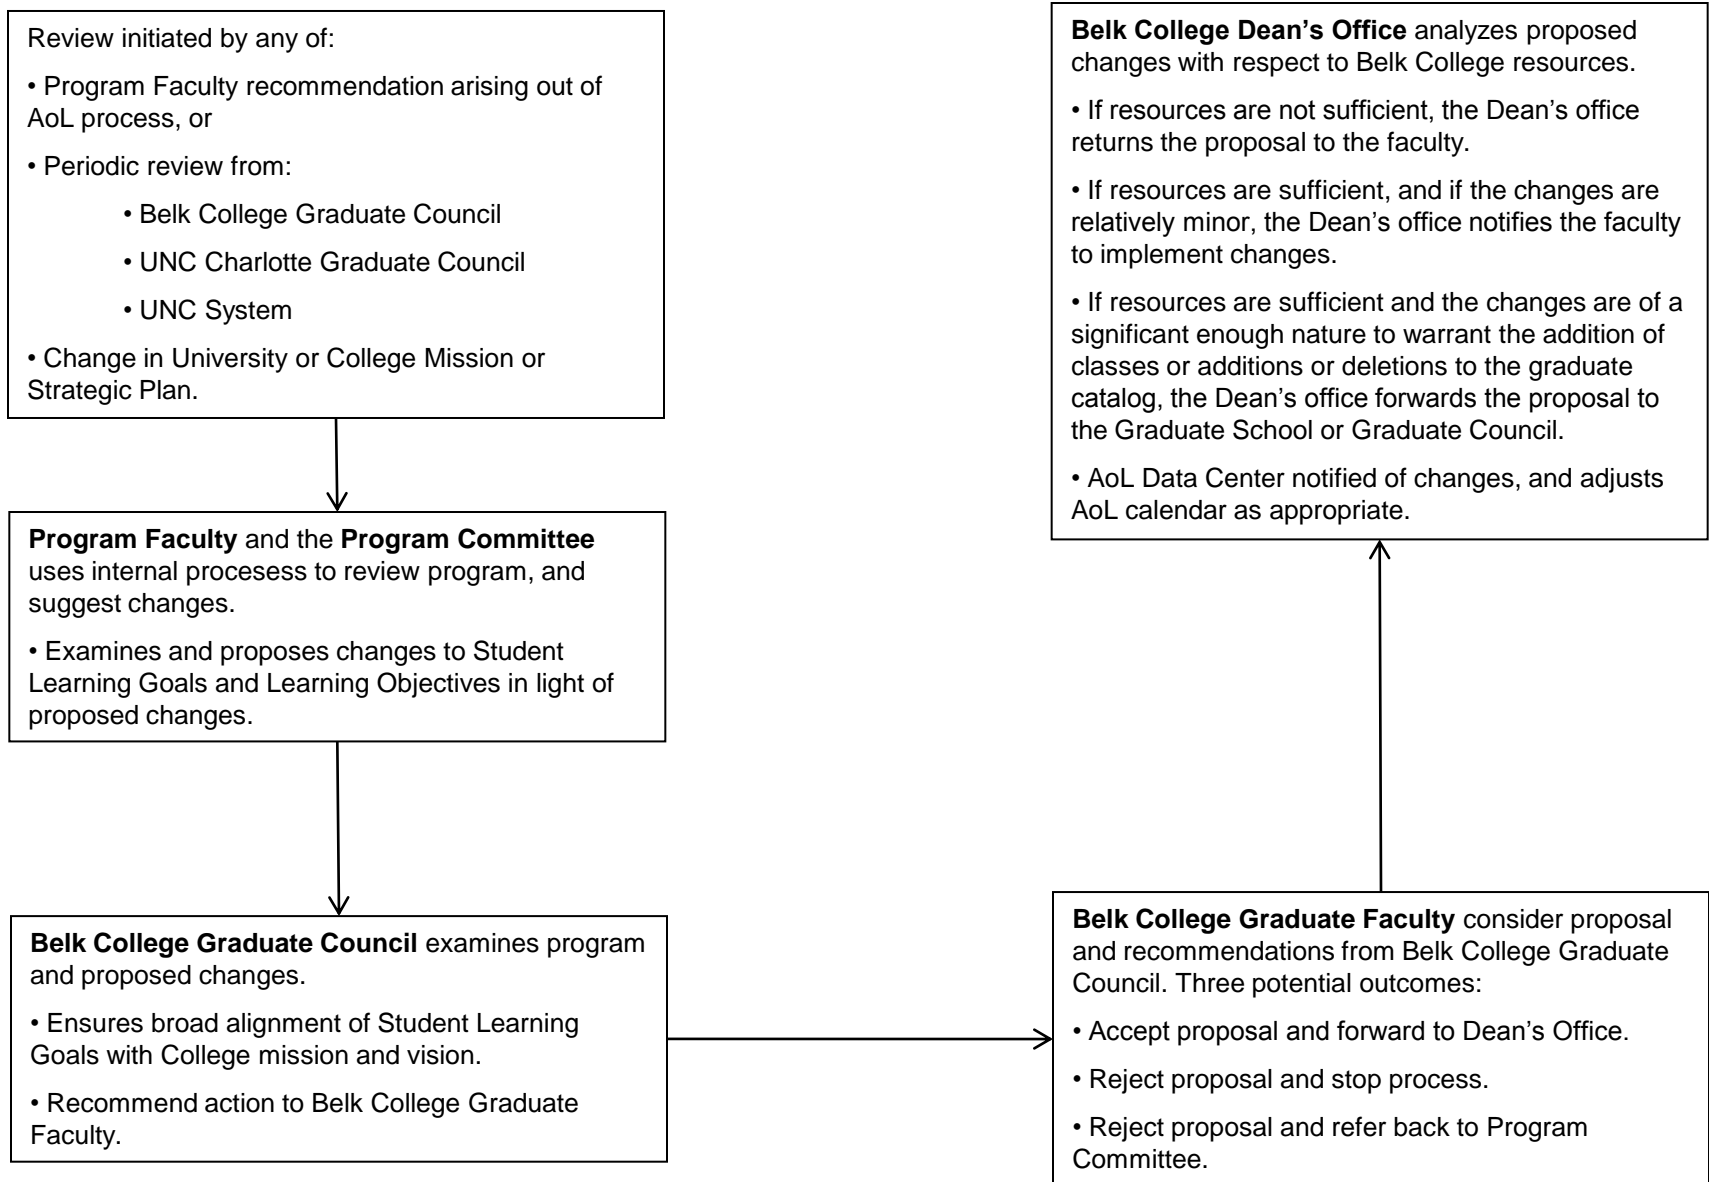 Review initiated by any of:
• Program Faculty recommendation arising out of
AoL process, or
• Periodic review from:
• Belk College Graduate Council
• UNC Charlotte Graduate Council
• UNC System
• Change in University or College Mission or
Strategic Plan.
Program Faculty and the Program Committee
uses internal procesess to review program, and
suggest changes.
• Examines and proposes changes to Student
Learning Goals and Learning Objectives in light of
proposed changes.
Belk College Graduate Council examines program
and proposed changes.
• Ensures broad alignment of Student Learning
Goals with College mission and vision.
• Recommend action to Belk College Graduate
Faculty.
Belk College Graduate Faculty consider proposal
and recommendations from Belk College Graduate
Council. Three potential outcomes:
• Accept proposal and forward to Dean’s Office.
• Reject proposal and stop process.
• Reject proposal and refer back to Program
Committee.
Belk College Dean’s Office analyzes proposed
changes with respect to Belk College resources.
• If resources are not sufficient, the Dean’s office
returns the proposal to the faculty.
• If resources are sufficient, and if the changes are
relatively minor, the Dean’s office notifies the faculty
to implement changes.
• If resources are sufficient and the changes are of a
significant enough nature to warrant the addition of
classes or additions or deletions to the graduate
catalog, the Dean’s office forwards the proposal to
the Graduate School or Graduate Council.
• AoL Data Center notified of changes, and adjusts
AoL calendar as appropriate.